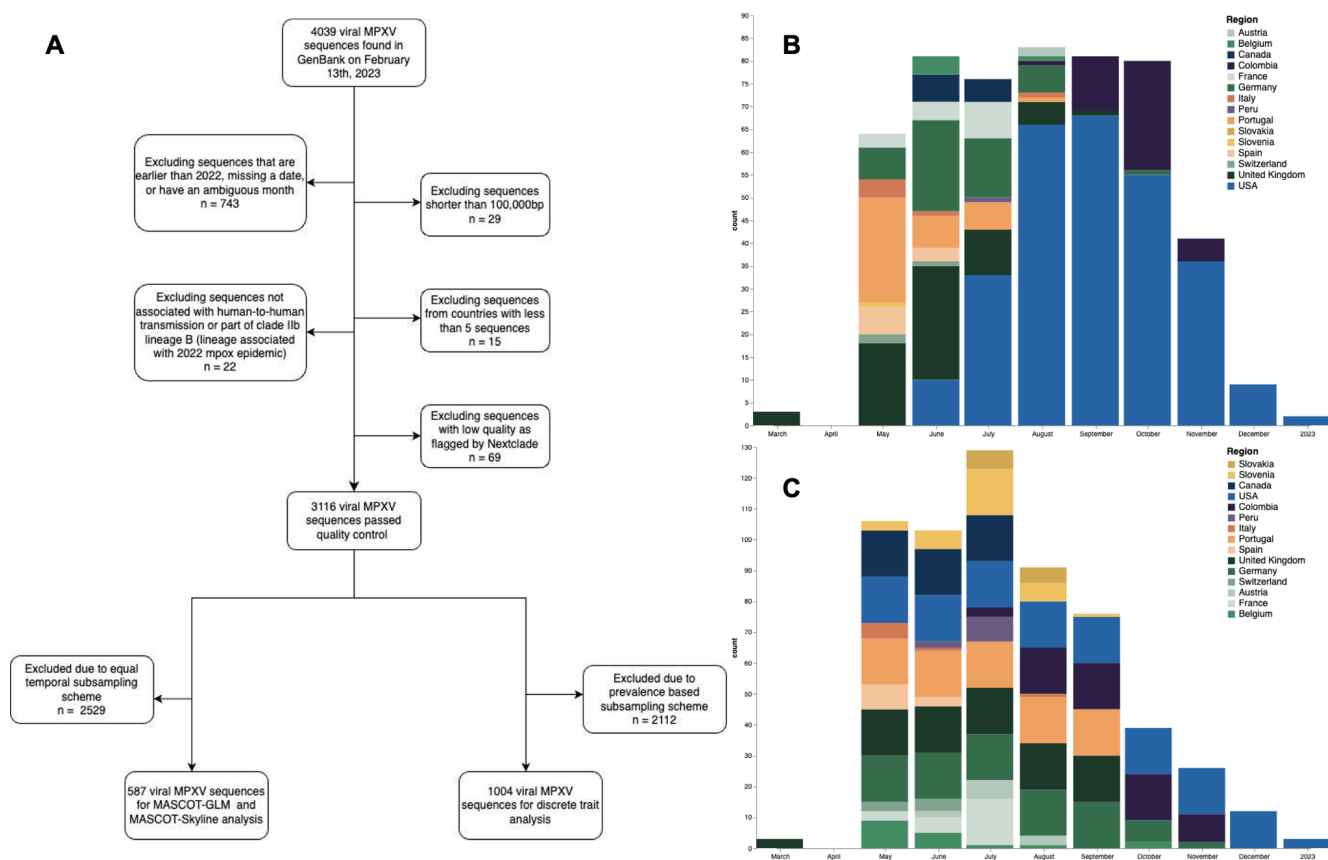 A
4039 viral MPXV
sequences found in
GenBank on February
13th, 2023
Excluding sequences that are
earlier than 2022, missing a date,
or have an ambiguous month
n = 743
Excluding sequences
shorter than 100,000bp
n = 29
Excluding sequences not
associated with human-to-human
transmission or part of clade IIb
lineage B (lineage associated
with 2022 mpox epidemic)
n = 22
Excluding sequences
from countries with less
than 5 sequences
n = 15
Excluding sequences
with low quality as
flagged by Nextclade
n = 69
3116 viral MPXV
sequences passed
quality control
Excluded due to equal
temporal subsampling
scheme
n = 2529
Excluded due to
prevalence based
subsampling scheme
n = 2112
587 viral MPXV sequences
for MASCOT-GLM and
MASCOT-Skyline analysis
1004 viral MPXV
sequences for discrete trait
analysis
B
90
85
80
75
70
65
60
55
50
45
40
35
30
25
20
15
10
5
0
count
March April May June July August September October November December 2023
Region
Austria
Belgium
Canada
Colombia
France
Germany
Italy
Peru
Portugal
Slovakia
Slovenia
Spain
Switzerland
United Kingdom
USA
C
130
120
110
100
90
80
70
60
50
40
30
20
10
0
count
March April May June July August September October November December 2023
Region
Slovakia
Slovenia
Canada
USA
Colombia
Peru
Italy
Portugal
Spain
United Kingdom
Germany
Switzerland
Austria
France
Belgium